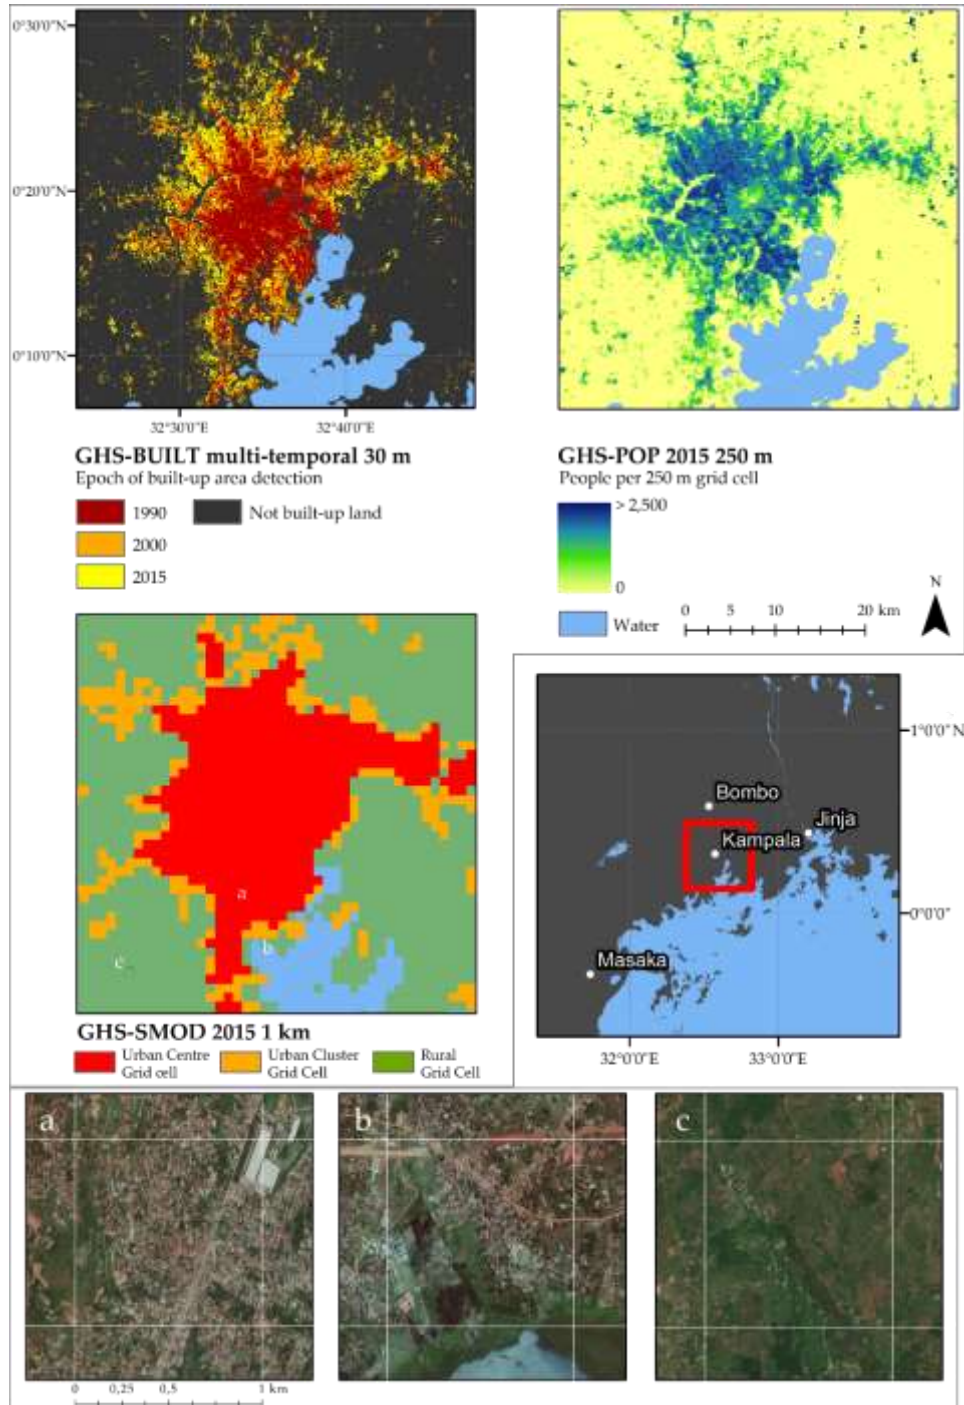 0°30'0"N
0°20'0"N
0°10'0"N
32°30'0"E 32°40'0"E
GHS-BUILT multi-temporal 30 m
Epoch of built-up area detection
1990 Not built-up land
2000
2015
GHS-POP 2015 250 m
People per 250 m grid cell
> 2,500
0
Water
0 5 10 20 km
N
a
b
c
GHS-SMOD 2015 1 km
Urban Centre
Grid cell
Urban Cluster
Grid Cell
Rural
Grid Cell
1°0'0"N
Bombo
Jinja
Kampala
0°0'0"
Masaka
32°0'0"E 33°0'0"E
a b c
0 0,25 0,5 1 km